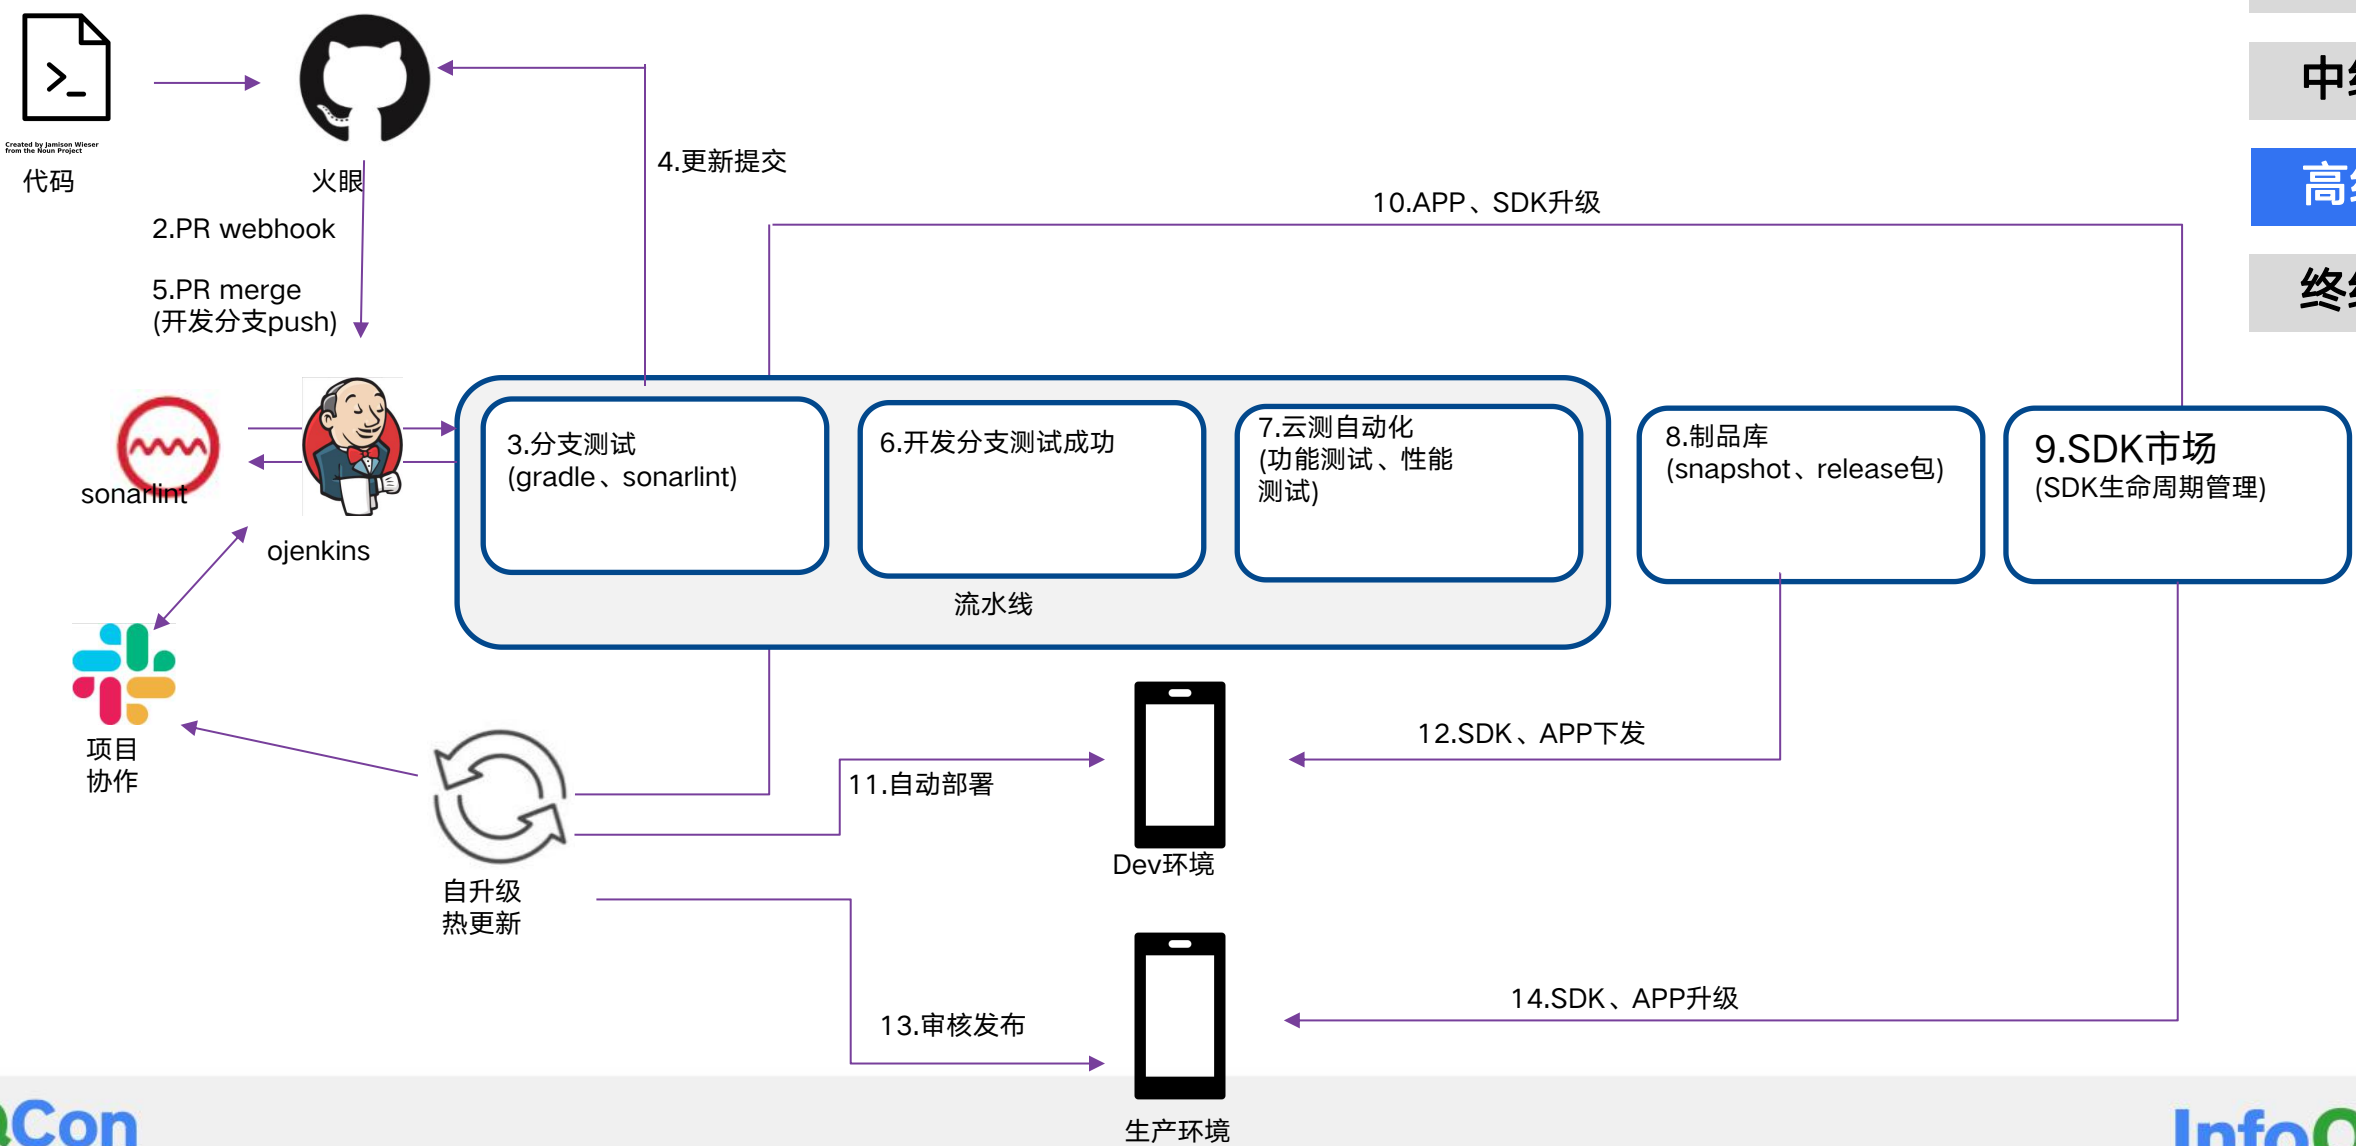 Created by Jamison Wieser
from the Noun Project
代码
火眼
4.更新提交
2.PR webhook
5.PR merge
(开发分支push)
10.APP、SDK升级
中
高
终
sonarlint
ojenkins
3.分支测试
(gradle、sonarlint)
6.开发分支测试成功
7.云测自动化
(功能测试、性能
测试)
流水线
8.制品库
(snapshot、release包)
9.SDK市场
(SDK生命周期管理)
项目
协作
自升级
热更新
11.自动部署
12.SDK、APP下发
Dev环境
13.审核发布
14.SDK、APP升级
生产环境
QCon
InfoQ